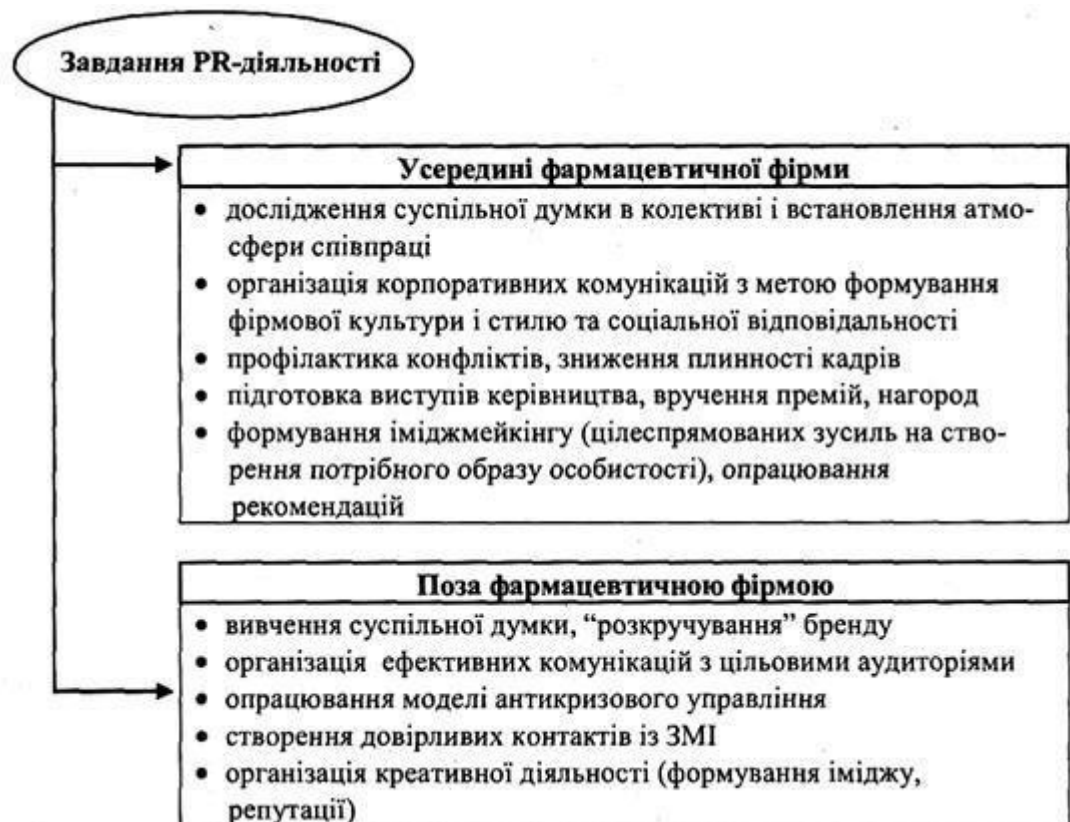 Завдання PR-діяльності
Усередині фармацевтичної фірми
• дослідження суспільної думки в колективі і встановлення атмо-
сфери співпраці
• організація корпоративних комунікацій з метою формування
фірмової культури і стилю та соціальної відповідальності
• профілактика конфліктів, зниження плинності кадрів
• підготовка виступів керівництва, вручення премій, нагород
• формування іміджмейкінгу (цілеспрямованих зусиль на ство-
рення потрібного образу особистості), опрацювання
рекомендацій
Поза фармацевтичною фірмою
• вивчення суспільної думки, “розкручування” бренду
• організація ефективних комунікацій з цільовими аудиторіями
• опрацювання моделі антикризового управління
• створення довірливих контактів із ЗМІ
• організація креативної діяльності (формування іміджу,
репутації)